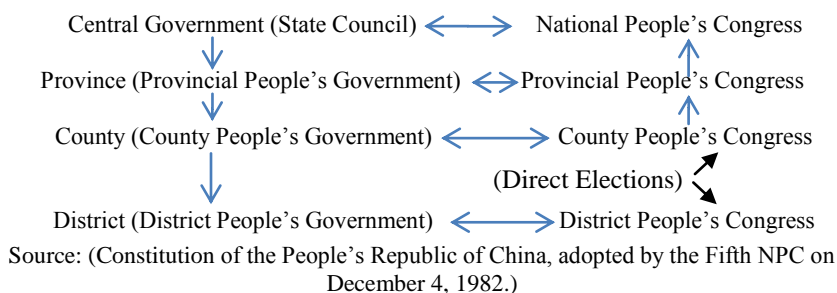 Central Government (State Council) National People’s Congress
Province (Provincial People’s Government) Provincial People’s Congress
County (County People’s Government) County People’s Congress
(Direct Elections)
District (District People’s Government) District People’s Congress
Source: (Constitution of the People’s Republic of China, adopted by the Fifth NPC on
December 4, 1982.)